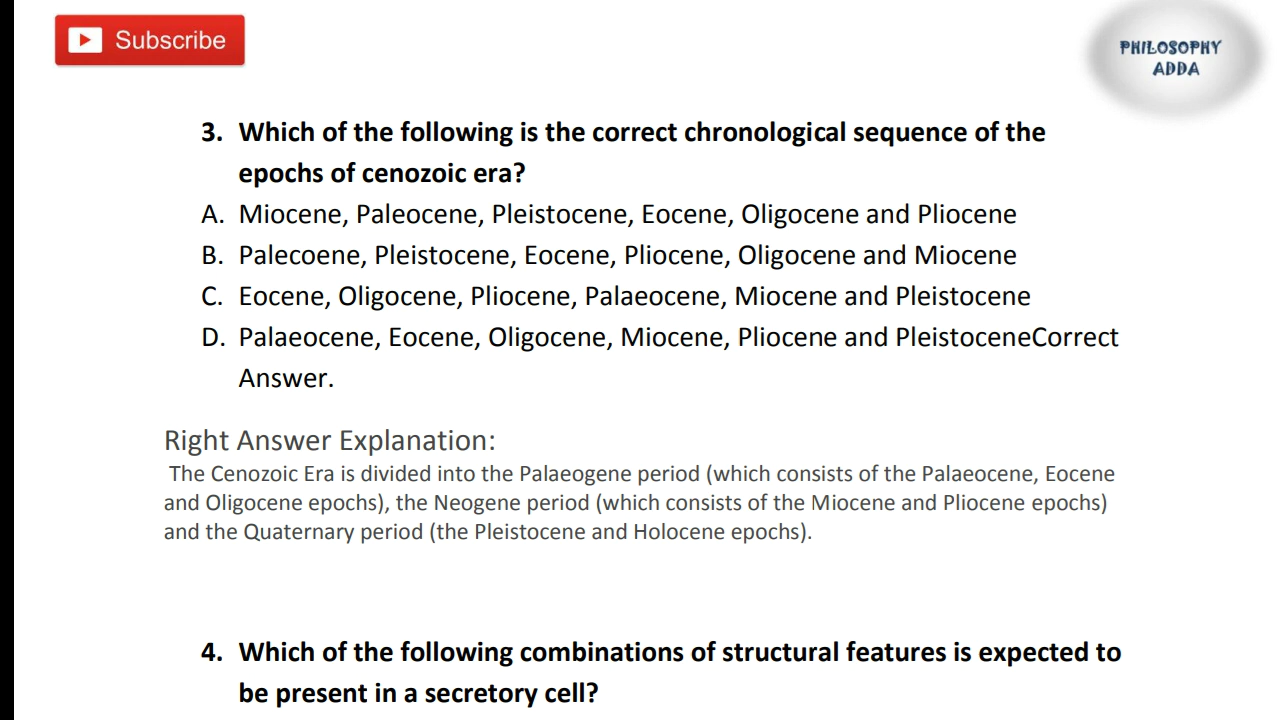 Subscribe
PHILOSOPHY
ADDA
3. Which of the following is the correct chronological sequence of the
epochs of cenozoic era?
A. Miocene, Paleocene, Pleistocene, Eocene, Oligocene and Pliocene
B. Palecoene, Pleistocene, Eocene, Pliocene, Oligocene and Miocene
C. Eocene, Oligocene, Pliocene, Palaeocene, Miocene and Pleistocene
D. Palaeocene, Eocene, Oligocene, Miocene, Pliocene and PleistoceneCorrect
Answer.
Right Answer Explanation:
The Cenozoic Era is divided into the Palaeogene period (which consists of the Palaeocene, Eocene
and Oligocene epochs), the Neogene period (which consists of the Miocene and Pliocene epochs)
and the Quaternary period (the Pleistocene and Holocene epochs).
4. Which of the following combinations of structural features is expected to
be present in a secretory cell?